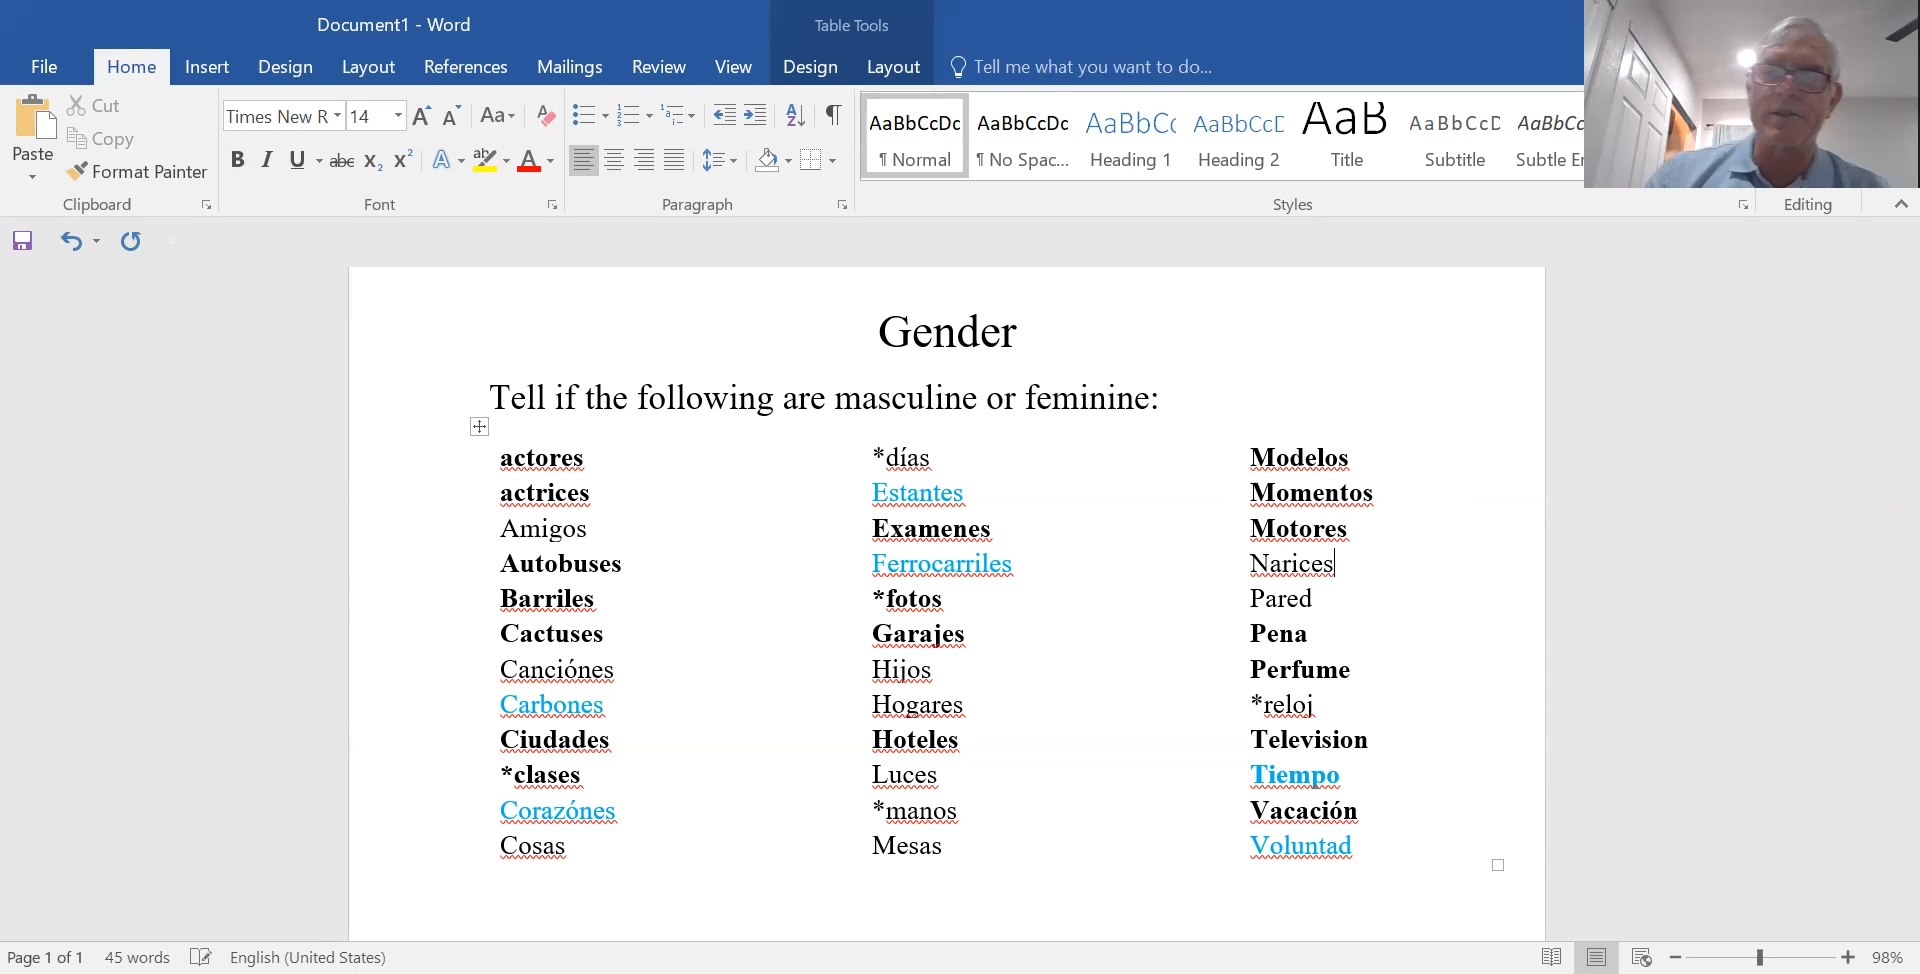 Document1 - Word
Table Tools
File Home Insert Design Layout References Mailings Review View Design Layout Tell me what you want to do...
Paste
Cut
Copy
Format Painter
Times New R 14
AaBbCcDc AaBbCcDc AaBbCc AaBbCcD AaB AaBbCcD AaBbCc
¶ Normal ¶ No Spac... Heading 1 Heading 2 Title Subtitle Subtle Em
Clipboard Font Paragraph Styles Editing
Gender
Tell if the following are masculine or feminine:
actores *días Modelos
actrices Estantes Momentos
Amigos Examenes Motores
Autobuses Ferrocarriles Narices
Barriles *fotos Pared
Cactuses Garajes Pena
Canciónes Hijos Perfume
Carbones Hogares *reloj
Ciudades Hoteles Television
*clases Luces Tiempo
Corazónes *manos Vacación
Cosas Mesas Voluntad
Page 1 of 1 45 words English (United States) 98%